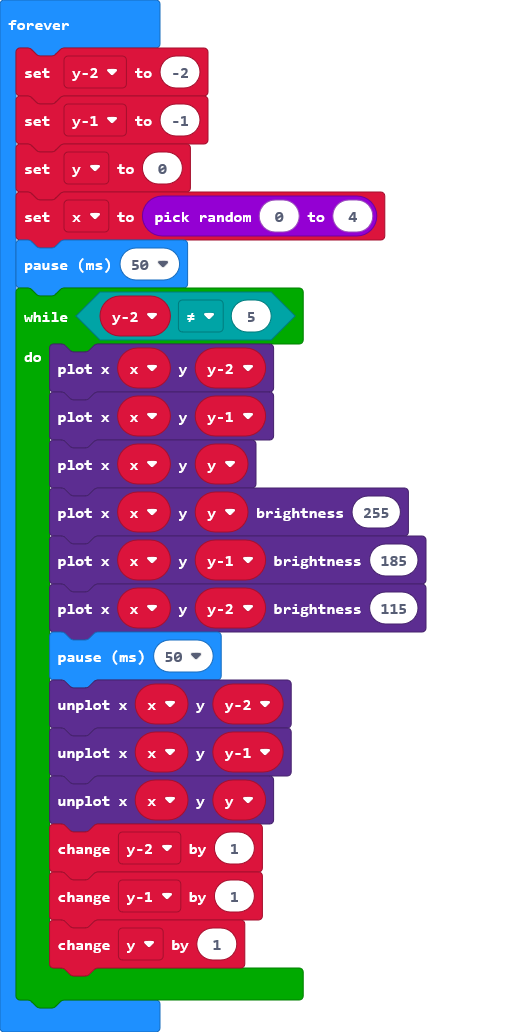 forever
set y-2 to -2
set y-1 to -1
set y to 0
set x to pick random 0 to 4
pause (ms) 50
while y-2 ≠ 5
do
plot x x y y-2
plot x x y y-1
plot x x y y
plot x x y y brightness 255
plot x x y y-1 brightness 185
plot x x y y-2 brightness 115
pause (ms) 50
unplot x x y y-2
unplot x x y y-1
unplot x x y y
change y-2 by 1
change y-1 by 1
change y by 1